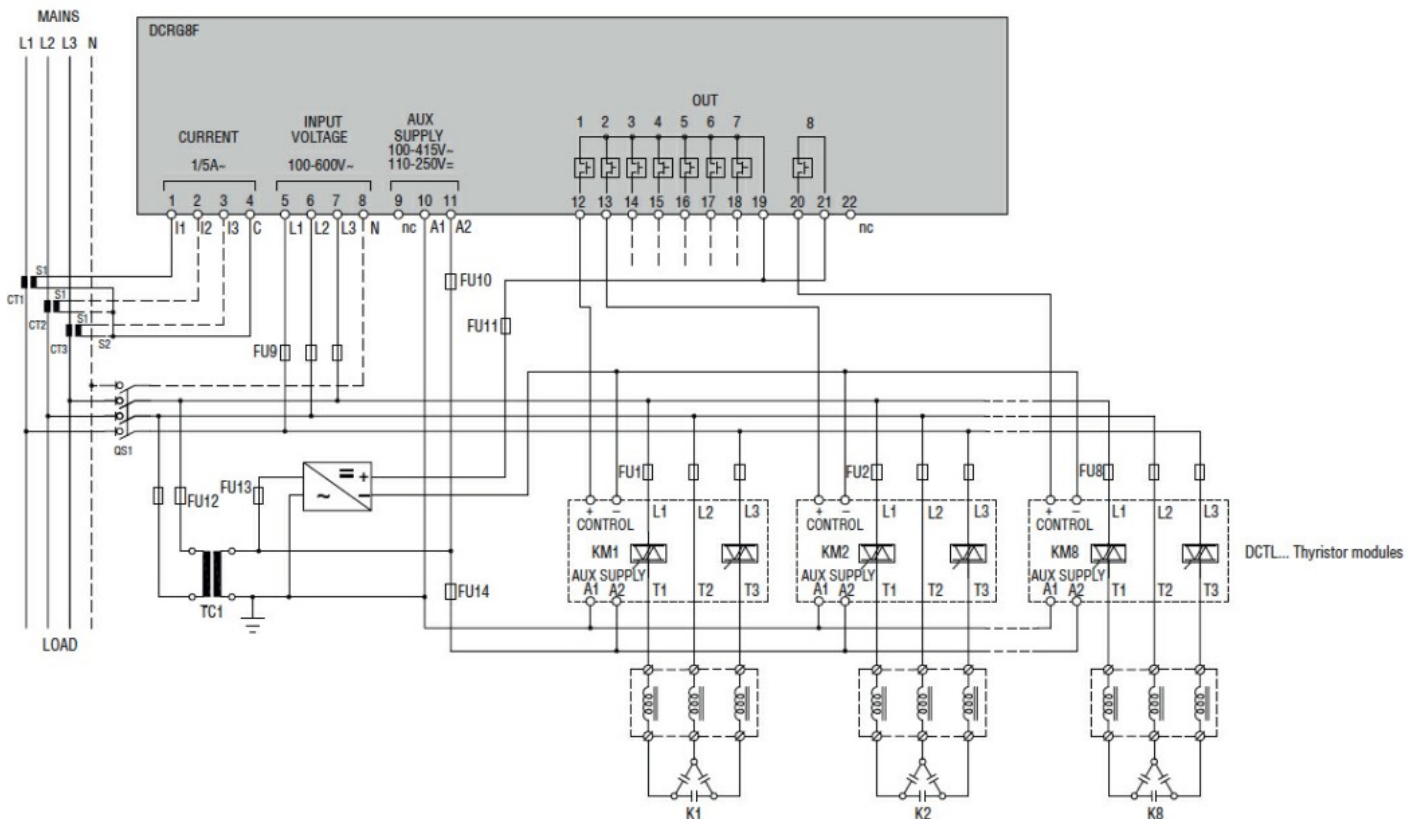 MAINS
L1 L2 L3 N
DCRG8F
OUT
CURRENT
1/5A~
INPUT
VOLTAGE
100-600V~
AUX
SUPPLY
100-415V~
110-250V=
1 2 3 4 5 6 7 8
1 2 3 4 5 6 7 8 9 10 11 12 13 14 15 16 17 18 19 20 21 22
I1 I2 I3 C L1 L2 L3 N nc A1 A2 nc
S1
CT1
S1
CT2
S1
CT3
S2
FU10
FU11
FU9
QS1
FU12
FU13
= +
~ −
TC1
FU14
LOAD
FU1
FU2
FU8
+ − L1 L2 L3
CONTROL
KM1
AUX SUPPLY
A1 A2 T1 T2 T3
+ − L1 L2 L3
CONTROL
KM2
AUX SUPPLY
A1 A2 T1 T2 T3
+ − L1 L2 L3
CONTROL
KM8
AUX SUPPLY
A1 A2 T1 T2 T3
DCTL... Thyristor modules
K1
K2
K8